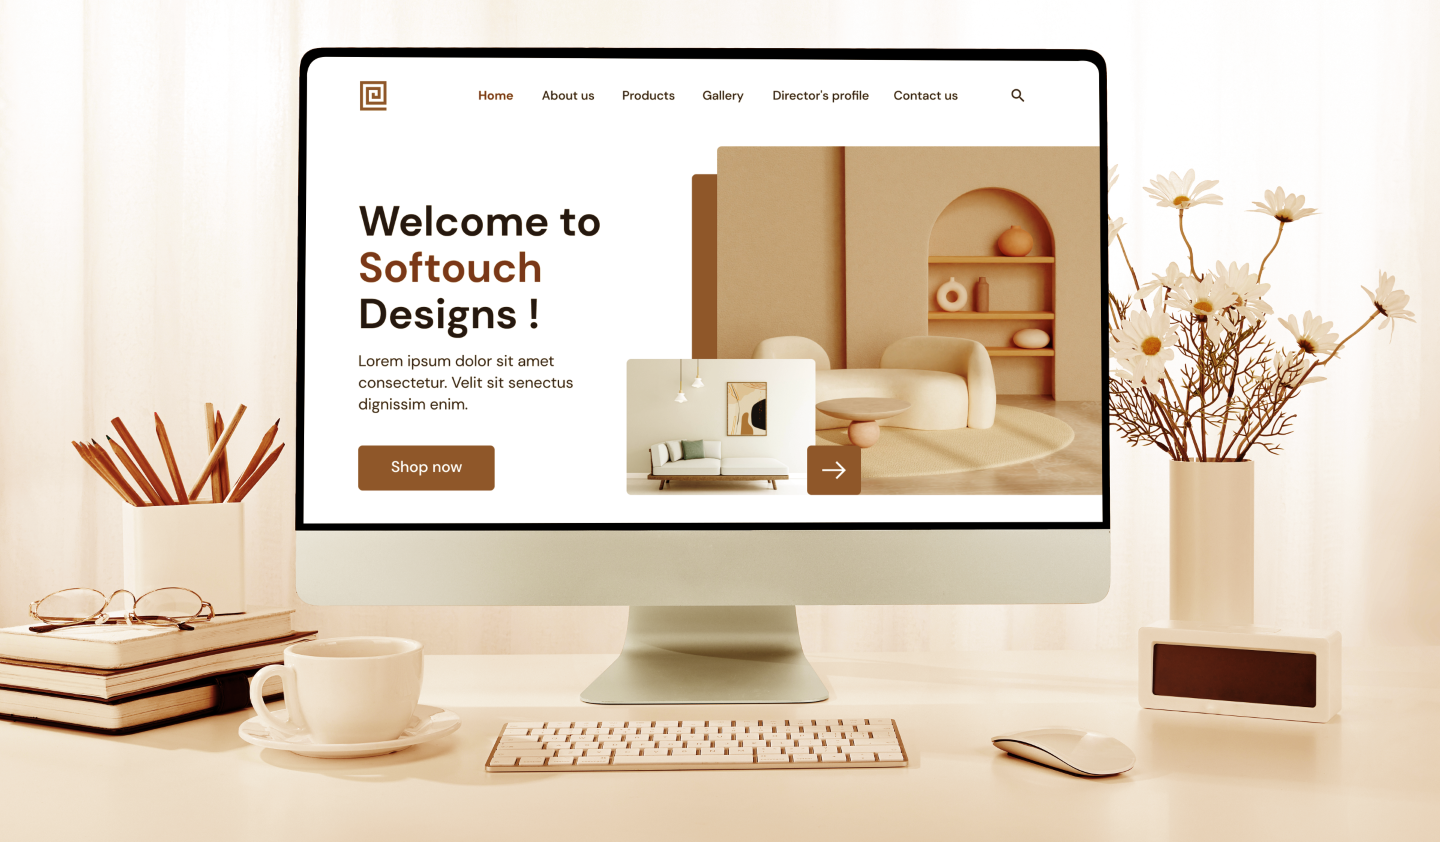 Home About us Products Gallery Director's profile Contact us
Welcome to
Softouch
Designs !
Lorem ipsum dolor sit amet
consectetur. Velit sit senectus
dignissim enim.
Shop now